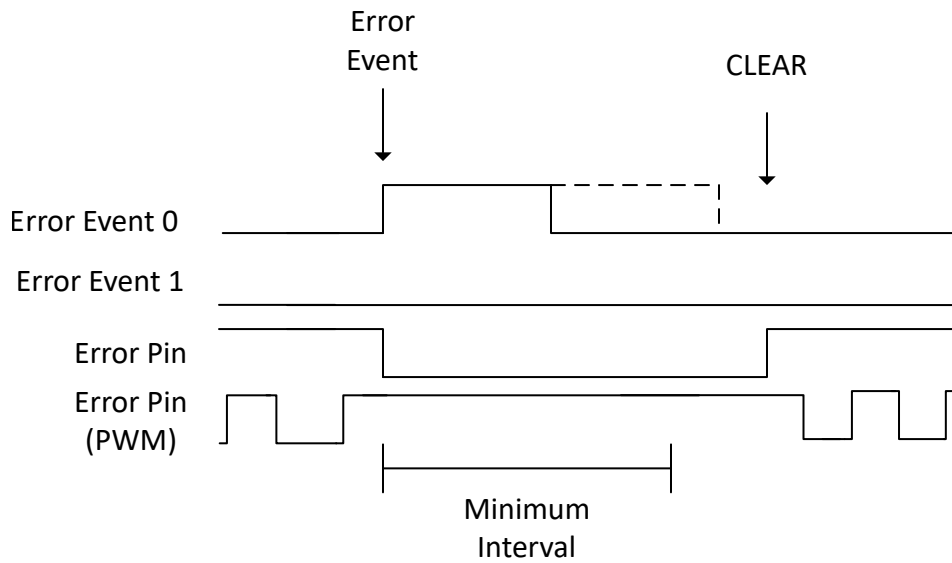 Error
Event
CLEAR
Error Event 0
Error Event 1
Error Pin
Error Pin
(PWM)
Minimum
Interval